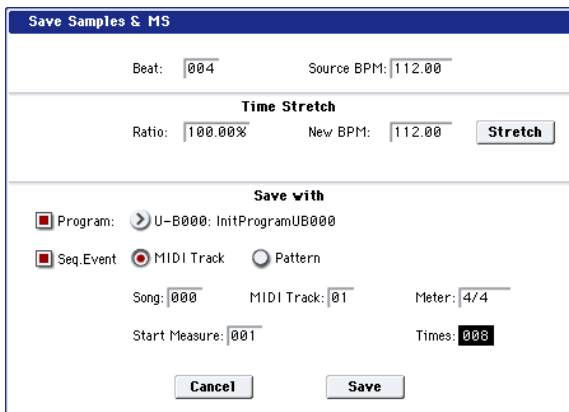 Save Samples & MS
Beat: 004 Source BPM: 112.00
Time Stretch
Ratio: 100.00% New BPM: 112.00 Stretch
Save with
Program: U-B000: InitProgramUB000
Seq.Event MIDI Track Pattern
Song: 000 MIDI Track: 01 Meter: 4/4
Start Measure: 001 Times: 008
Cancel Save